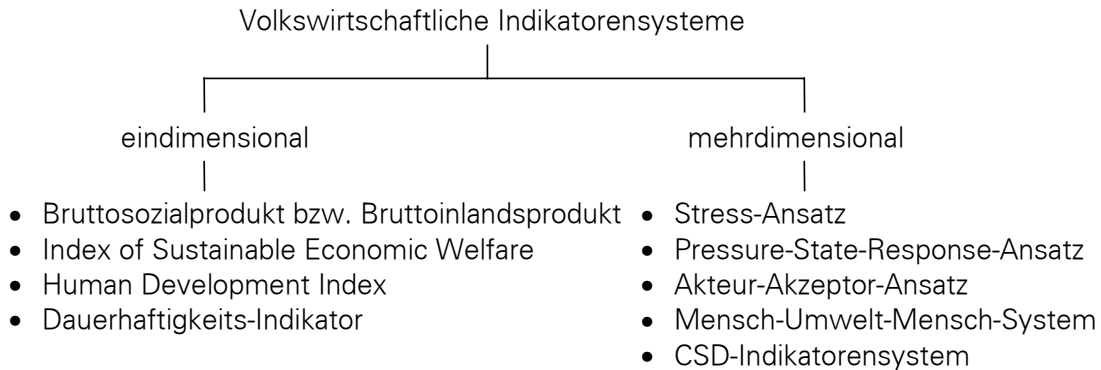 Volkswirtschaftliche Indikatorensysteme
eindimensional
• Bruttosozialprodukt bzw. Bruttoinlandsprodukt
• Index of Sustainable Economic Welfare
• Human Development Index
• Dauerhaftigkeits-Indikator
mehrdimensional
• Stress-Ansatz
• Pressure-State-Response-Ansatz
• Akteur-Akzeptor-Ansatz
• Mensch-Umwelt-Mensch-System
• CSD-Indikatorensystem